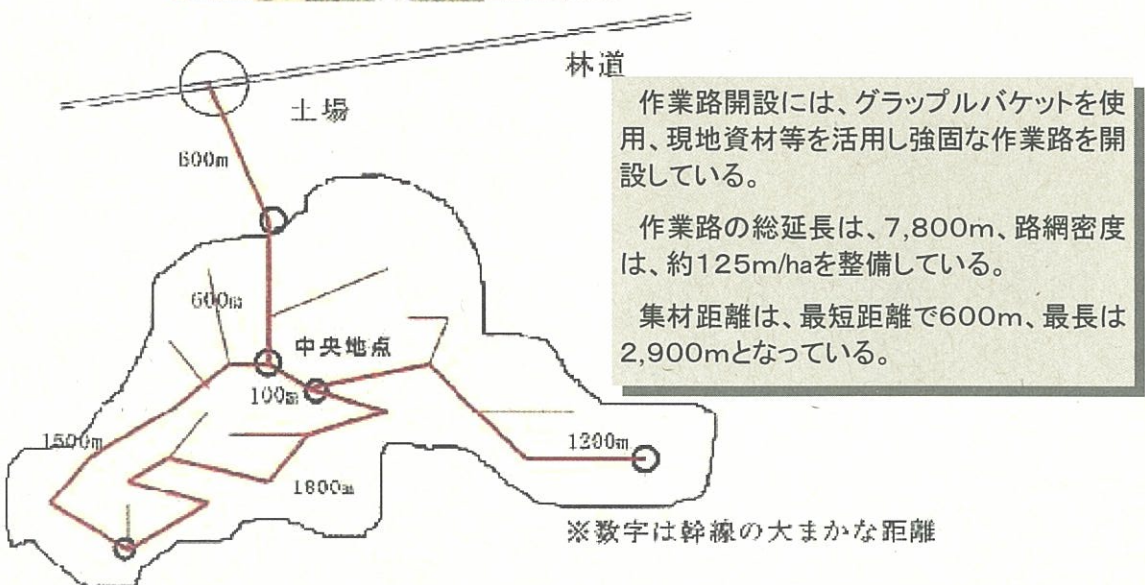 林道
土場
600m
作業路開設には、グラップルバケットを使
用、現地資材等を活用し強固な作業路を開
設している。
作業路の総延長は、7,800m、路網密度
は、約125m/haを整備している。
集材距離は、最短距離で600m、最長は
2,900mとなっている。
600m
中央地点
100m
1500m
1200m
1800m
※数字は幹線の大まかな距離